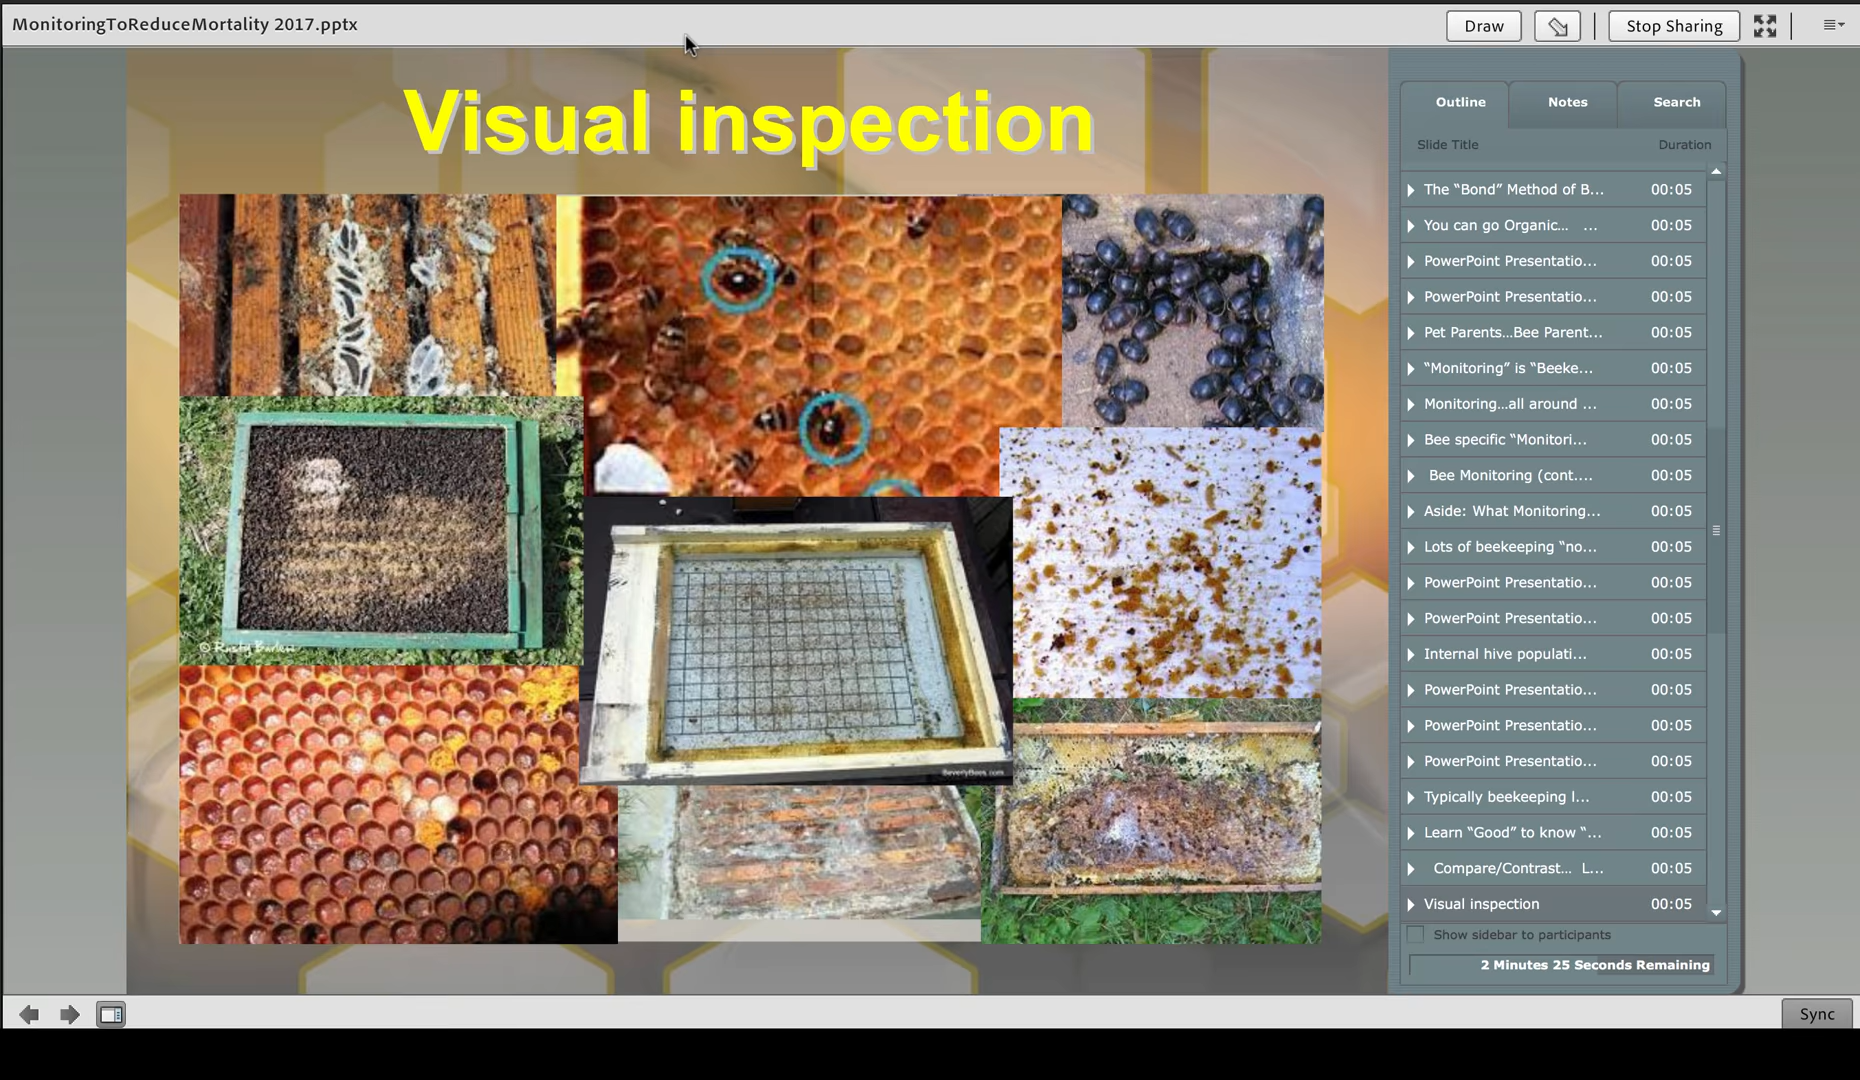 MonitoringToReduceMortality 2017.pptx
Draw
Stop Sharing
Visual inspection
© Rusty Burlew
BeverlyBees.com
Outline Notes Search
Slide Title Duration
The “Bond” Method of B... 00:05
You can go Organic... ... 00:05
PowerPoint Presentatio... 00:05
PowerPoint Presentatio... 00:05
Pet Parents...Bee Parent... 00:05
“Monitoring” is “Beeke... 00:05
Monitoring...all around ... 00:05
Bee specific “Monitori... 00:05
Bee Monitoring (cont.... 00:05
Aside: What Monitoring... 00:05
Lots of beekeeping “no... 00:05
PowerPoint Presentatio... 00:05
PowerPoint Presentatio... 00:05
Internal hive populati... 00:05
PowerPoint Presentatio... 00:05
PowerPoint Presentatio... 00:05
PowerPoint Presentatio... 00:05
Typically beekeeping l... 00:05
Learn “Good” to know “... 00:05
Compare/Contrast... L... 00:05
Visual inspection 00:05
Show sidebar to participants
2 Minutes 25 Seconds Remaining
Sync